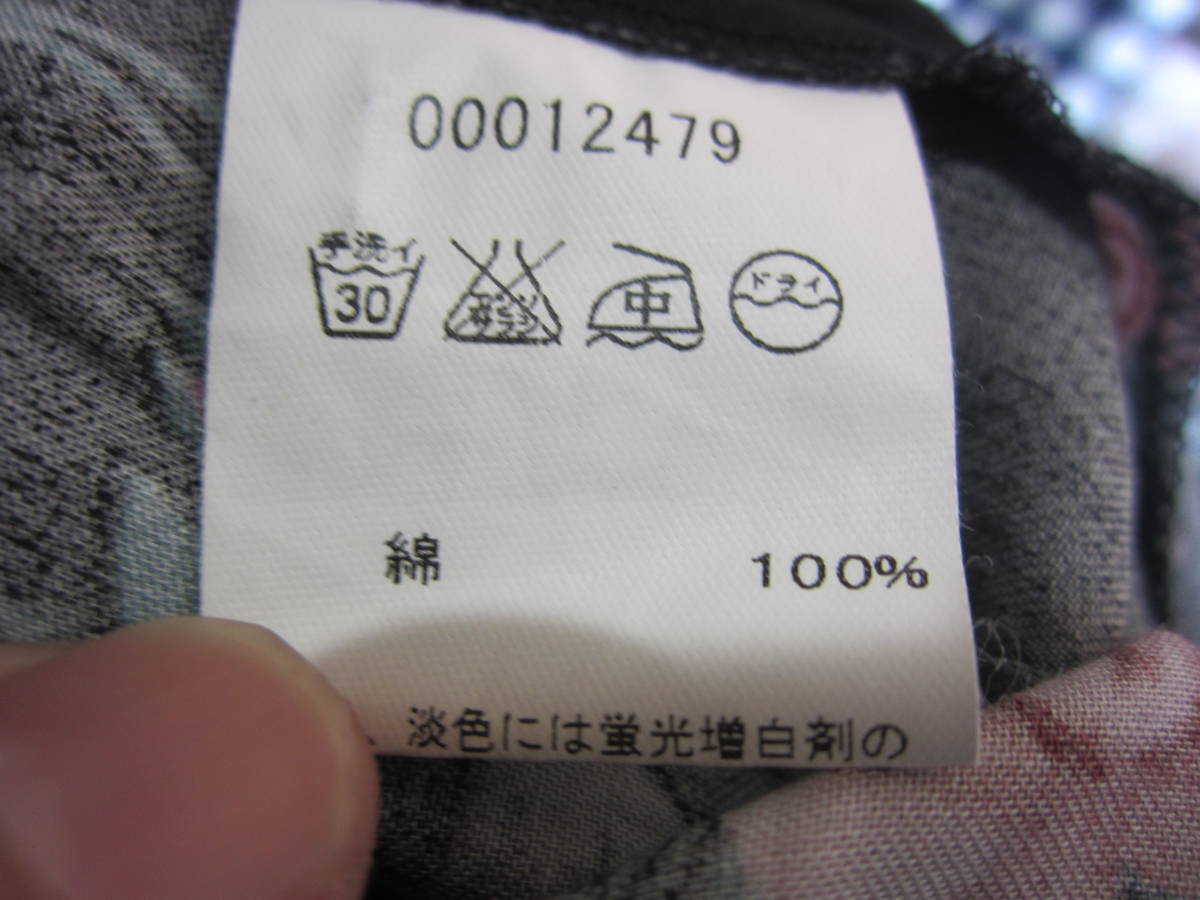 00012479
手洗イ
30
エンソ
サラシ
中
ドライ
綿 100%
、淡色には蛍光増白剤の